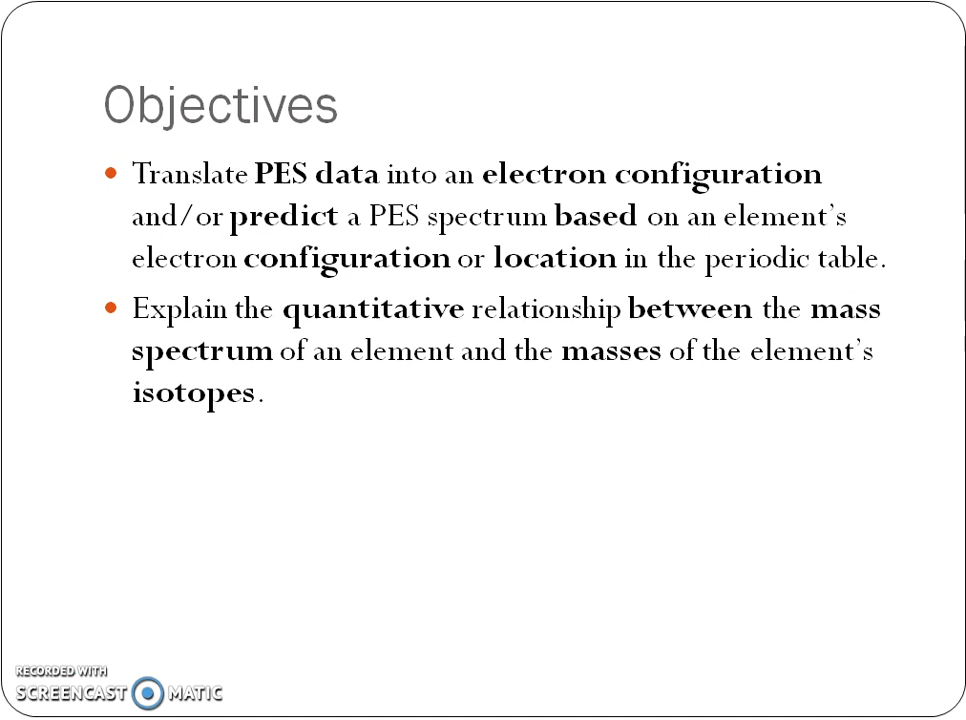 Objectives
Translate PES data into an electron configuration
and/or predict a PES spectrum based on an element's
electron configuration or location in the periodic table.
Explain the quantitative relationship between the mass
spectrum of an element and the masses of the element's
isotopes.
RECORDED WITH
SCREENCAST MATIC